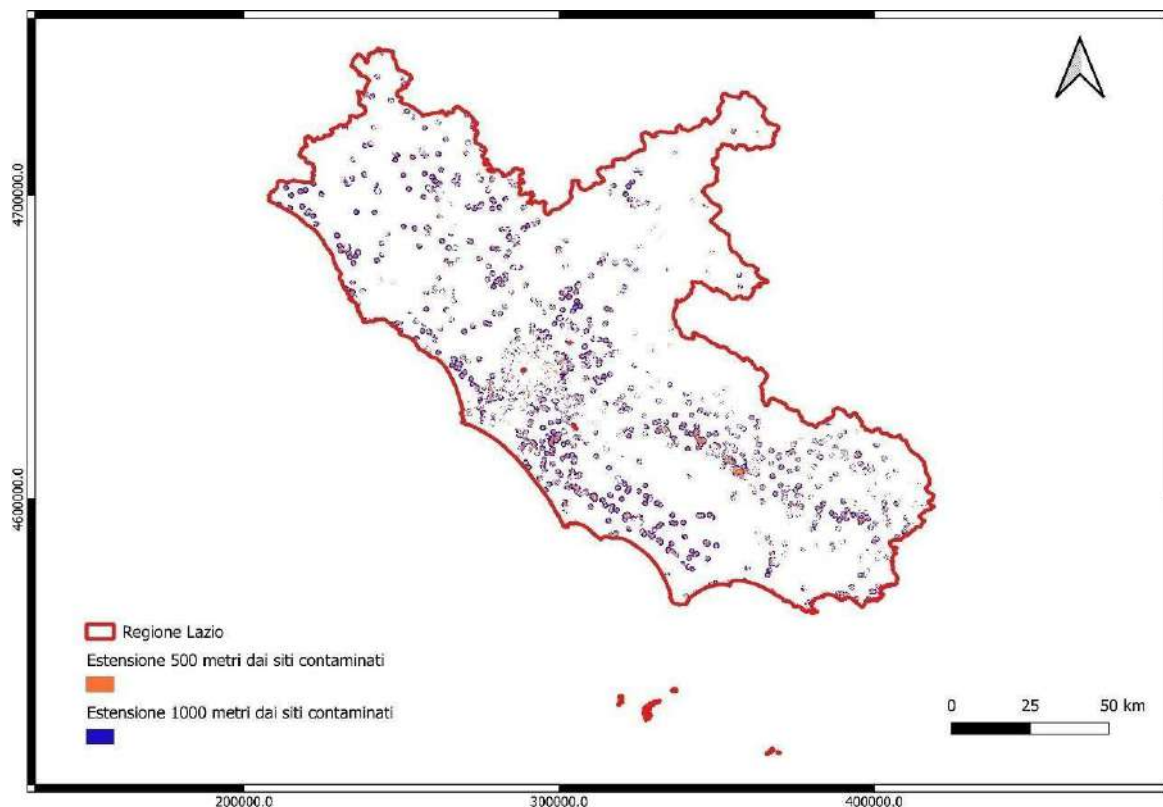 4700000.0
4600000.0
Regione Lazio
Estensione 500 metri dai siti contaminati
Estensione 1000 metri dai siti contaminati
0 25 50 km
200000.0 300000.0 400000.0